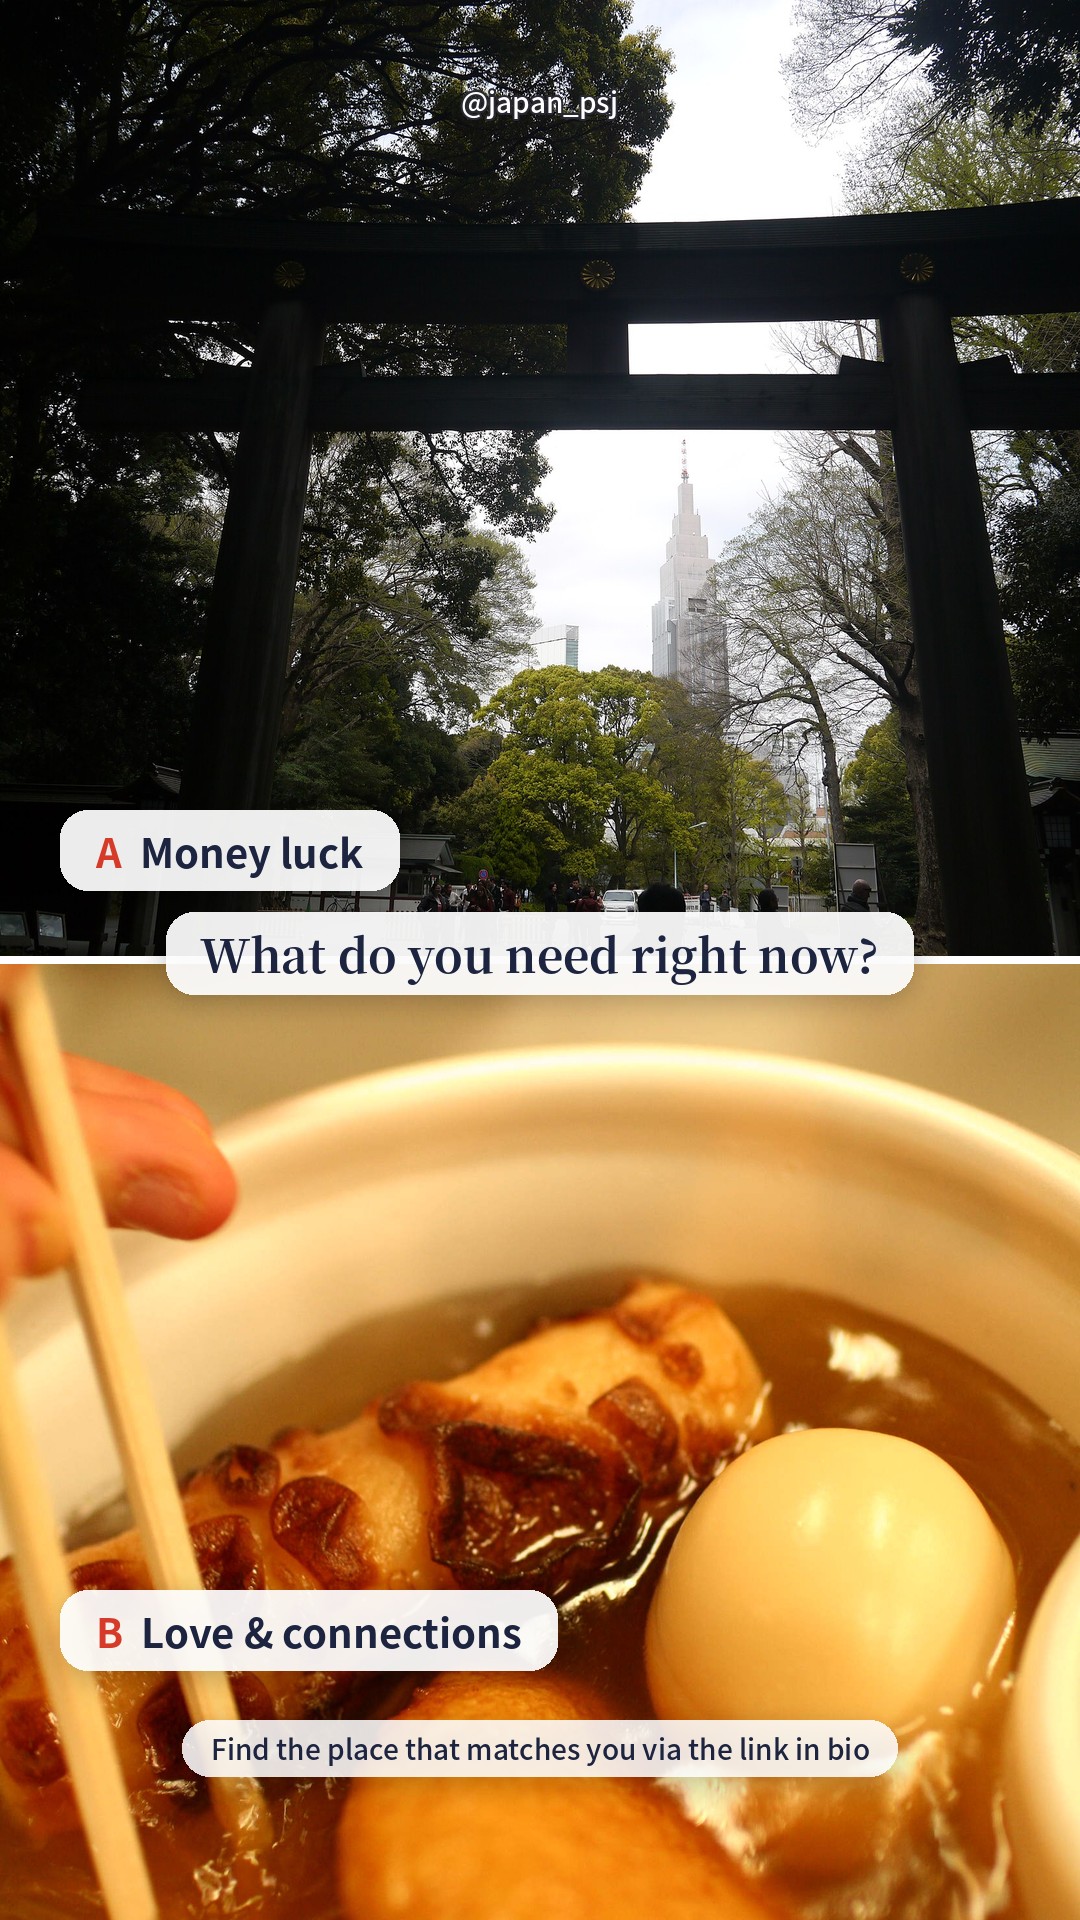 @japan_psj
A Money luck
What do you need right now?
B Love & connections
Find the place that matches you via the link in bio